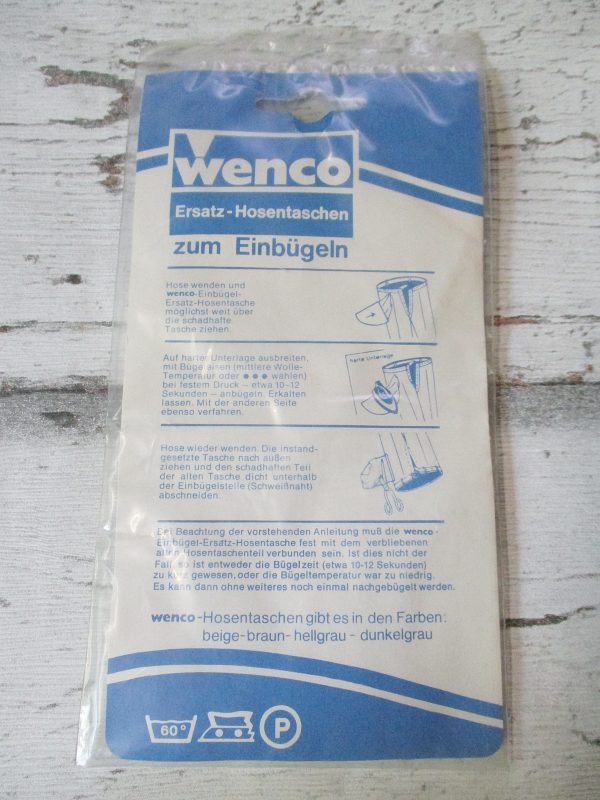 wenco
Ersatz-Hosentaschen
zum Einbügeln
Hose wenden und
wenco-Einbügel-
Ersatz-Hosentasche
möglichst weit über
die schadhafte
Tasche ziehen.
Auf harter Unterlage ausbreiten,
mit Bügeleisen (mittlere Wolle-
Temperatur oder ●●● wählen)
bei festem Druck – etwa 10-12
Sekunden – anbügeln. Erkalten
lassen. Mit der anderen Seite
ebenso verfahren.
harte Unterlage
Hose wieder wenden. Die instand-
gesetzte Tasche nach außen
ziehen und den schadhaften Teil
der alten Tasche dicht unterhalb
der Einbügelstelle (Schweißnaht)
abschneiden.
Bei Beachtung der vorstehenden Anleitung muß die wenco-
Einbügel-Ersatz-Hosentasche fest mit dem verbliebenen
alten Hosentaschenteil verbunden sein. Ist dies nicht der
Fall, so ist entweder die Bügelzeit (etwa 10-12 Sekunden)
zu kurz gewesen, oder die Bügeltemperatur war zu niedrig.
Es kann dann ohne weiteres noch einmal nachgebügelt werden.
wenco-Hosentaschen gibt es in den Farben:
beige-braun-hellgrau-dunkelgrau
60° P